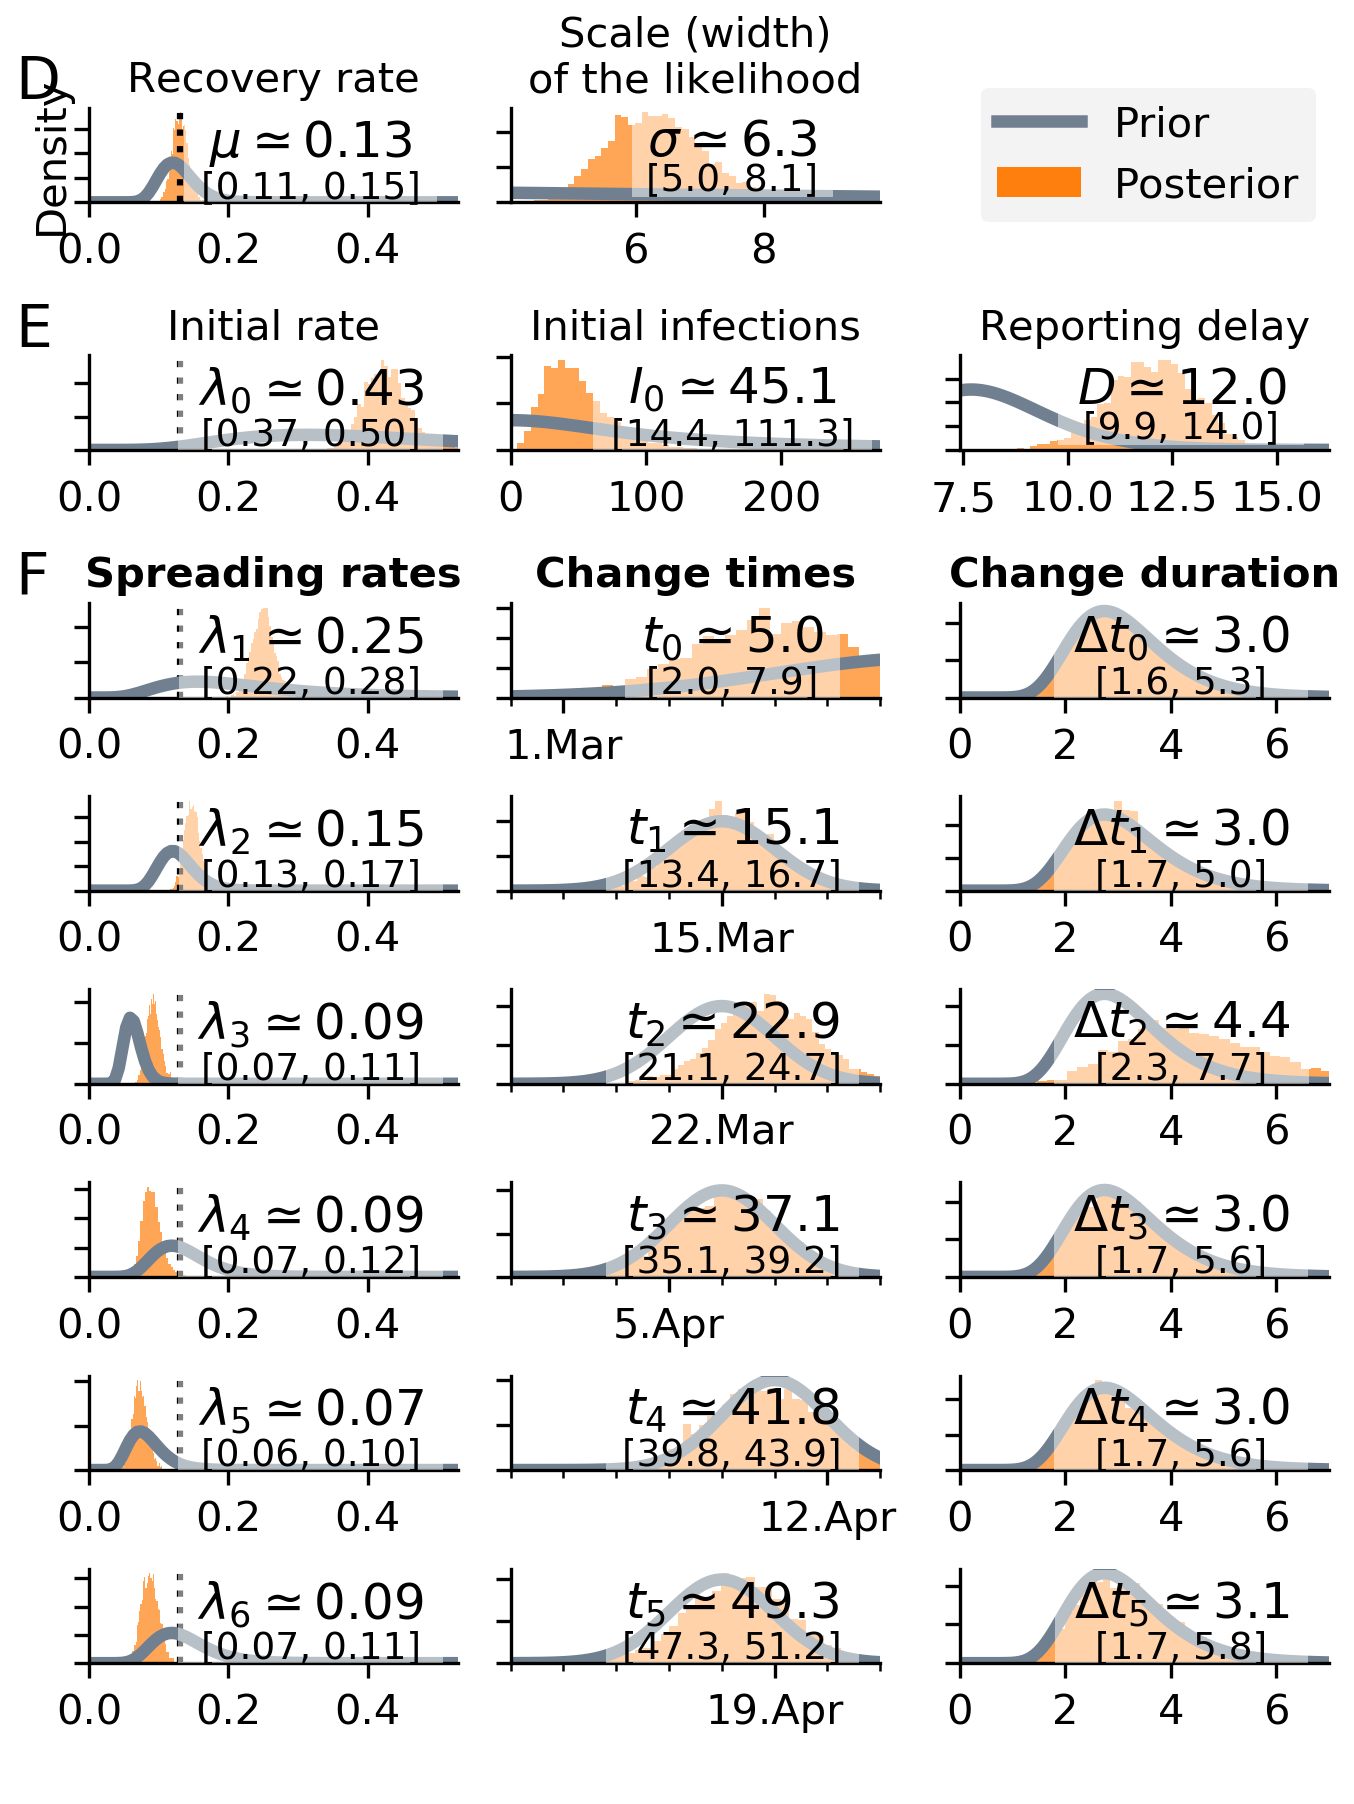 D
Density
Recovery rate
μ ≃ 0.13
[0.11, 0.15]
0.0 0.2 0.4
Scale (width)
of the likelihood
σ ≃ 6.3
[5.0, 8.1]
6 8
Prior
Posterior
E
Initial rate
λ₀ ≃ 0.43
[0.37, 0.50]
0.0 0.2 0.4
Initial infections
I₀ ≃ 45.1
[14.4, 111.3]
0 100 200
Reporting delay
D ≃ 12.0
[9.9, 14.0]
7.5 10.0 12.5 15.0
F
Spreading rates
Change times
Change duration
λ₁ ≃ 0.25
[0.22, 0.28]
0.0 0.2 0.4
t₀ ≃ 5.0
[2.0, 7.9]
1.Mar
Δt₀ ≃ 3.0
[1.6, 5.3]
0 2 4 6
λ₂ ≃ 0.15
[0.13, 0.17]
0.0 0.2 0.4
t₁ ≃ 15.1
[13.4, 16.7]
15.Mar
Δt₁ ≃ 3.0
[1.7, 5.0]
0 2 4 6
λ₃ ≃ 0.09
[0.07, 0.11]
0.0 0.2 0.4
t₂ ≃ 22.9
[21.1, 24.7]
22.Mar
Δt₂ ≃ 4.4
[2.3, 7.7]
0 2 4 6
λ₄ ≃ 0.09
[0.07, 0.12]
0.0 0.2 0.4
t₃ ≃ 37.1
[35.1, 39.2]
5.Apr
Δt₃ ≃ 3.0
[1.7, 5.6]
0 2 4 6
λ₅ ≃ 0.07
[0.06, 0.10]
0.0 0.2 0.4
t₄ ≃ 41.8
[39.8, 43.9]
12.Apr
Δt₄ ≃ 3.0
[1.7, 5.6]
0 2 4 6
λ₆ ≃ 0.09
[0.07, 0.11]
0.0 0.2 0.4
t₅ ≃ 49.3
[47.3, 51.2]
19.Apr
Δt₅ ≃ 3.1
[1.7, 5.8]
0 2 4 6